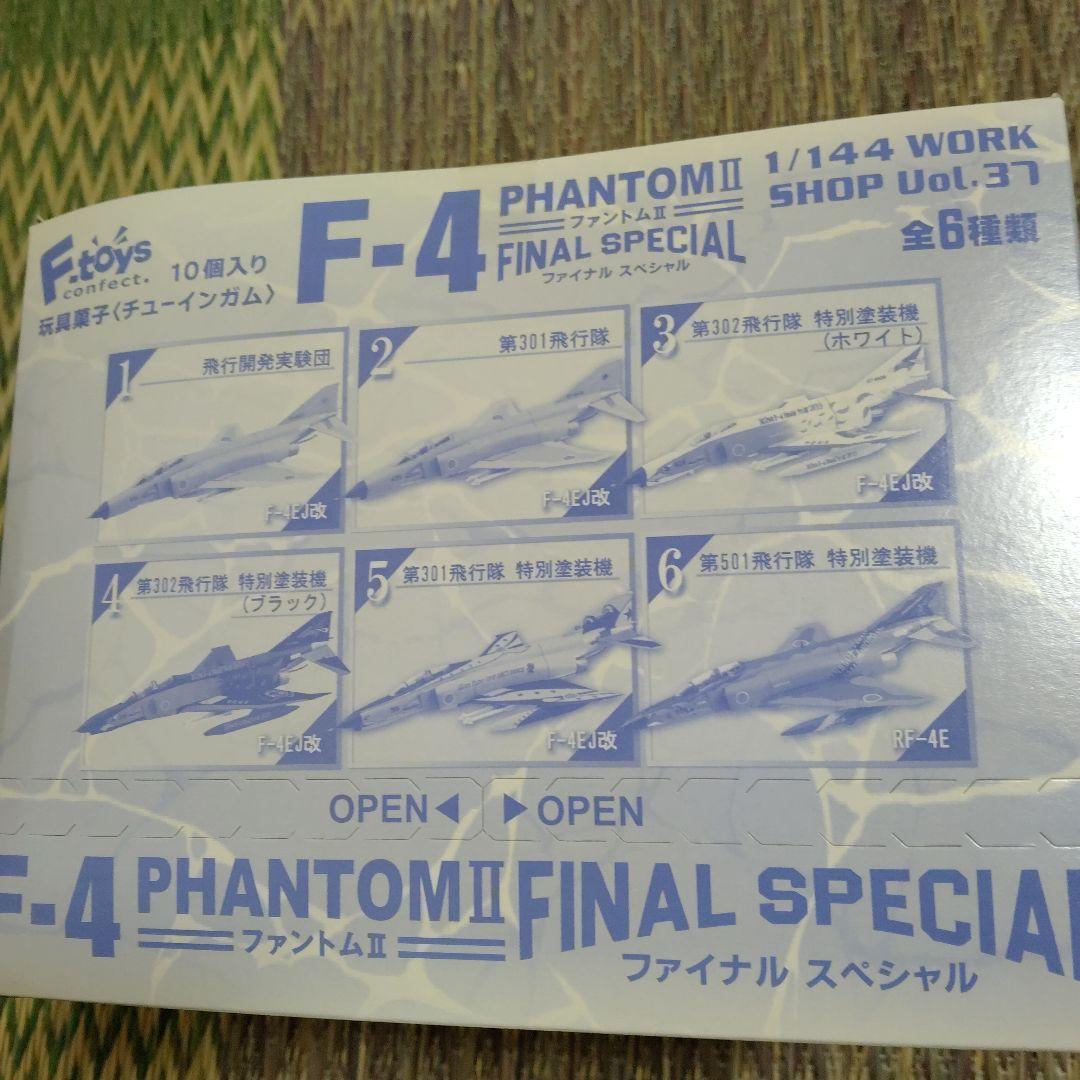 F-toys
confect.
10個入り
玩具菓子〈チューインガム〉
F-4
PHANTOMⅡ
ファントムⅡ
FINAL SPECIAL
ファイナル スペシャル
1/144 WORK
SHOP Vol.37
全6種類
1
飛行開発実験団
F-4EJ改
2
第301飛行隊
F-4EJ改
3
第302飛行隊 特別塗装機
(ホワイト)
F-4EJ改
4
第302飛行隊 特別塗装機
(ブラック)
F-4EJ改
5
第301飛行隊 特別塗装機
F-4EJ改
6
第501飛行隊 特別塗装機
RF-4E
OPEN◀ ▶OPEN
F-4
PHANTOMⅡ
ファントムⅡ
FINAL SPECIAL
ファイナル スペシャル